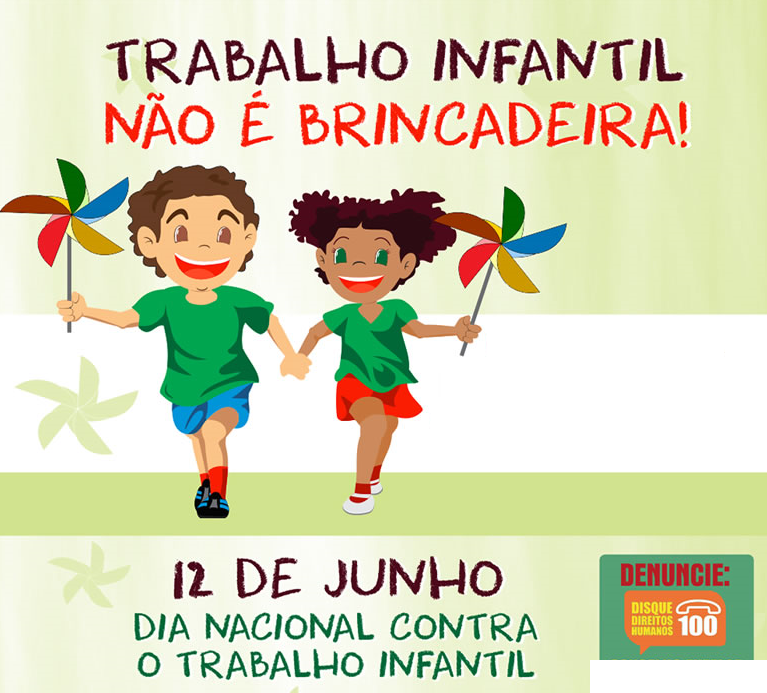 TRABALHO INFANTIL
NÃO É BRINCADEIRA!
12 DE JUNHO
DIA NACIONAL CONTRA
O TRABALHO INFANTIL
DENUNCIE:
DISQUE
DIREITOS
HUMANOS
100